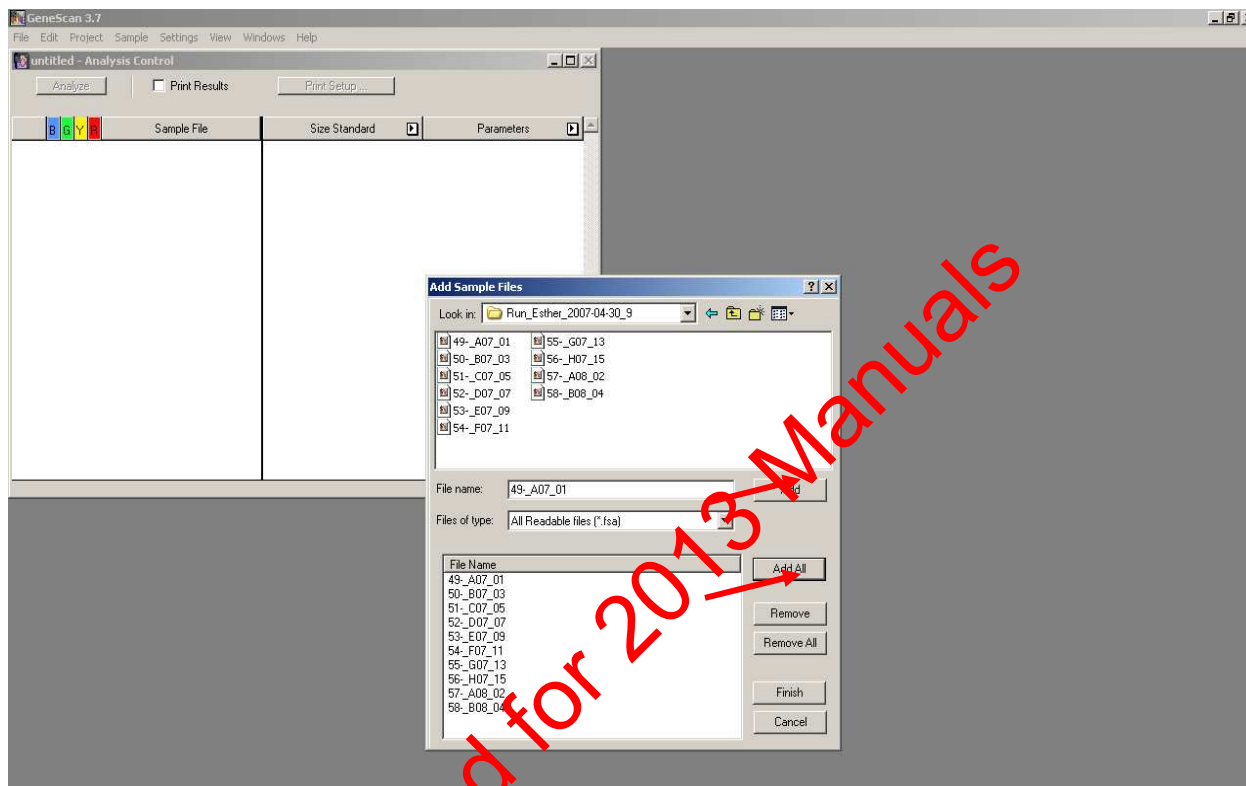 GeneScan 3.7
File Edit Project Sample Settings View Windows Help
untitled - Analysis Control
Analyze Print Results Print Setup ...
B G Y R Sample File Size Standard Parameters
Add Sample Files
Look in: Run_Esther_2007-04-30_9
49-_A07_01 55-_G07_13
50-_B07_03 56-_H07_15
51-_C07_05 57-_A08_02
52-_D07_07 58-_B08_04
53-_E07_09
54-_F07_11
File name: 49-_A07_01 Add
Files of type: All Readable files (*.fsa)
File Name Add All
49-_A07_01
50-_B07_03
51-_C07_05
52-_D07_07
53-_E07_09
54-_F07_11
55-_G07_13
56-_H07_15
57-_A08_02
58-_B08_04
Remove
Remove All
Finish
Cancel
d for 2013 Manuals